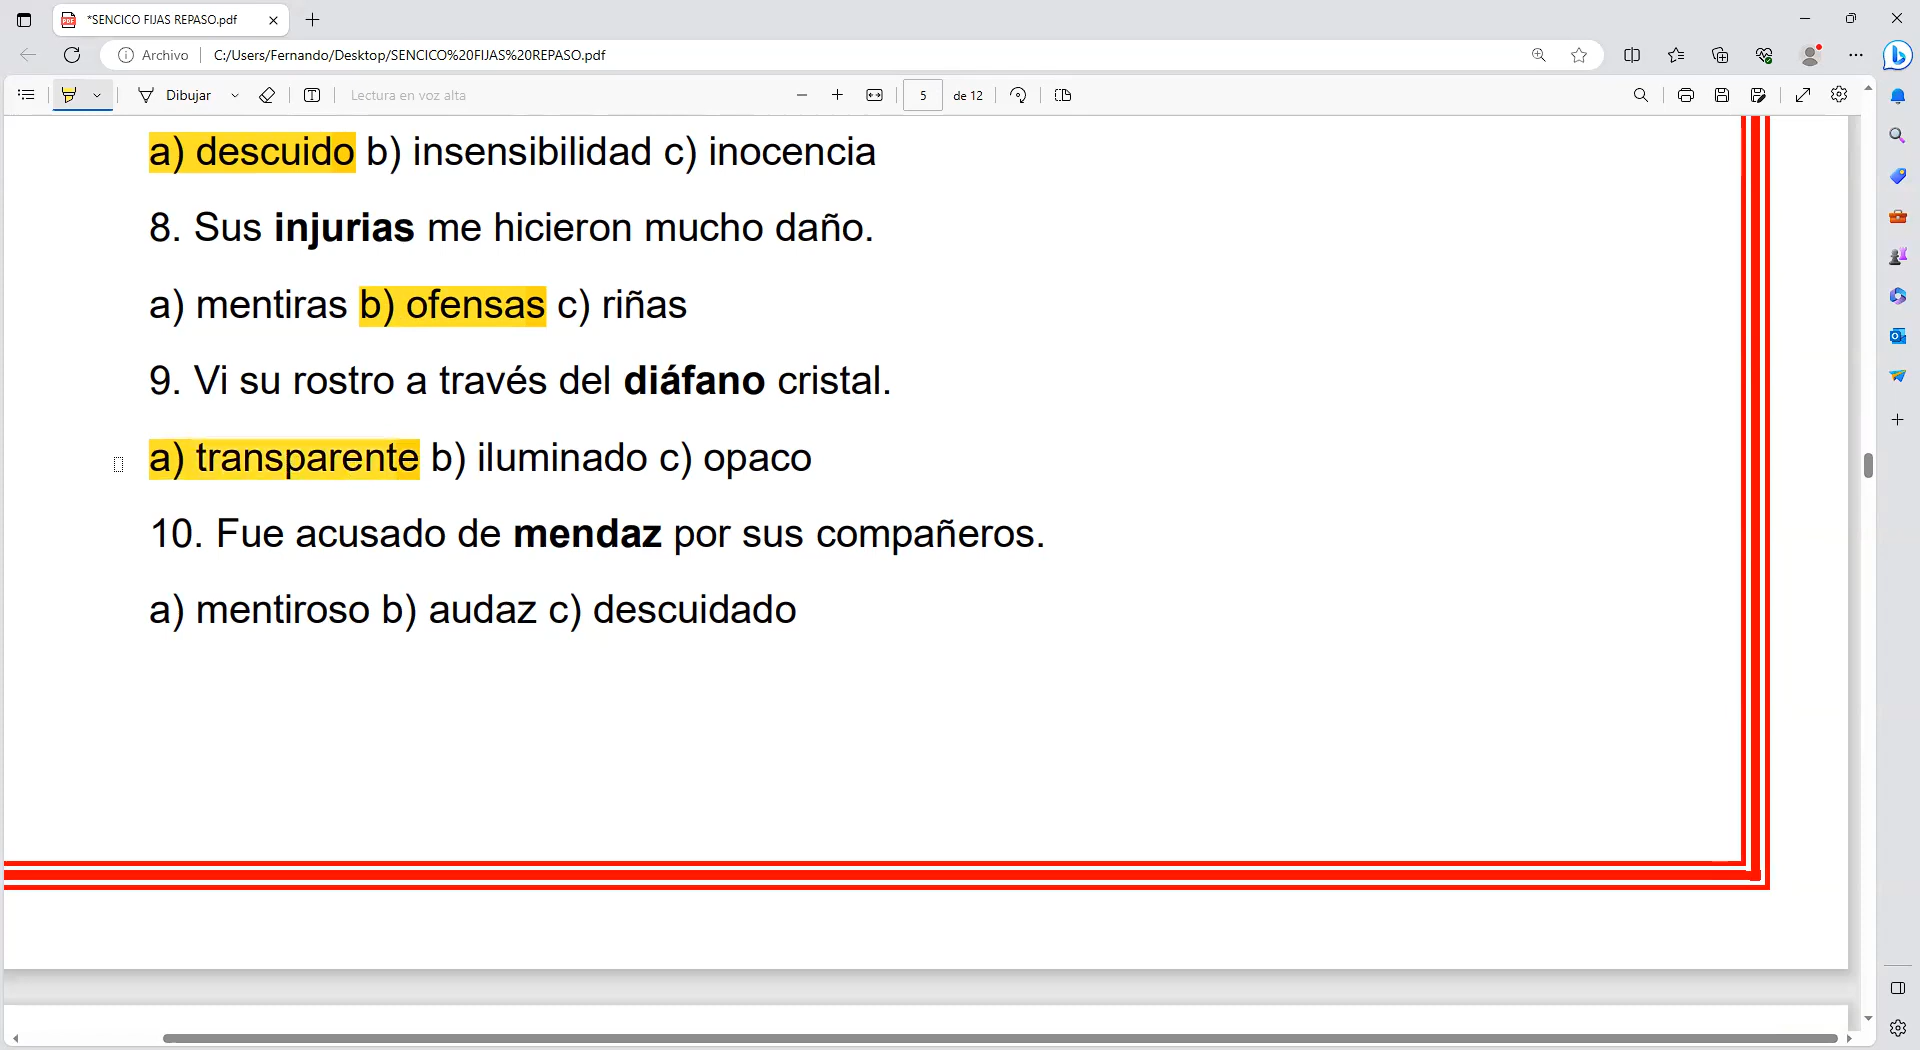 *SENCICO FIJAS REPASO.pdf
Archivo C:/Users/Fernando/Desktop/SENCICO%20FIJAS%20REPASO.pdf
Dibujar Lectura en voz alta 5 de 12
a) descuido b) insensibilidad c) inocencia
8. Sus injurias me hicieron mucho daño.
a) mentiras b) ofensas c) riñas
9. Vi su rostro a través del diáfano cristal.
a) transparente b) iluminado c) opaco
10. Fue acusado de mendaz por sus compañeros.
a) mentiroso b) audaz c) descuidado